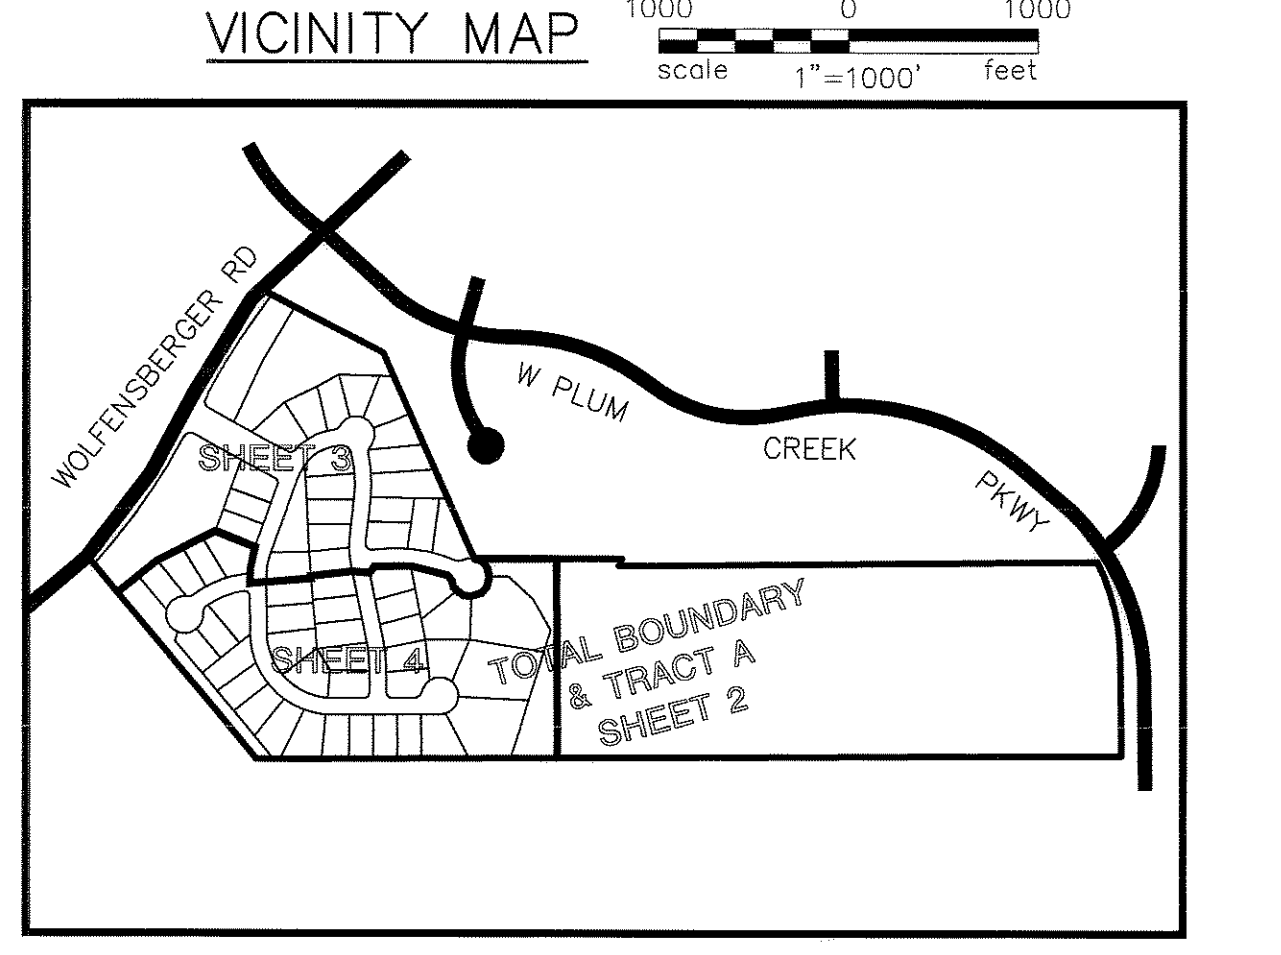 VICINITY MAP
1000 0 1000
scale 1"=1000' feet
WOLFENSBERGER RD
W PLUM
CREEK
PKWY
SHEET 3
SHEET 4
TOTAL BOUNDARY
& TRACT A
SHEET 2